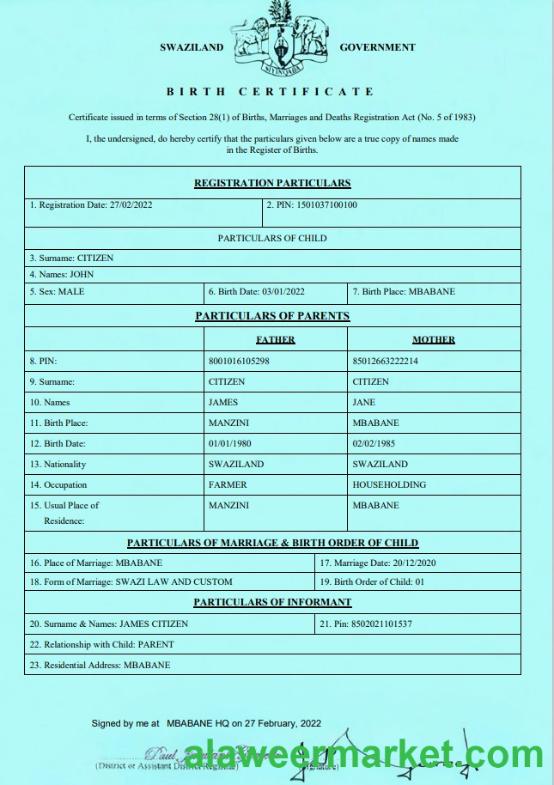 SWAZILAND GOVERNMENT
BIRTH CERTIFICATE
Certificate issued in terms of Section 28(1) of Births, Marriages and Deaths Registration Act (No. 5 of 1983)
I, the undersigned, do hereby certify that the particulars given below are a true copy of names made
in the Register of Births.
REGISTRATION PARTICULARS
1. Registration Date: 27/02/2022 2. PIN: 1501037100100
PARTICULARS OF CHILD
3. Surname: CITIZEN
4. Names: JOHN
5. Sex: MALE 6. Birth Date: 03/01/2022 7. Birth Place: MBABANE
PARTICULARS OF PARENTS
FATHER MOTHER
8. PIN: 8001016105298 85012663222214
9. Surname: CITIZEN CITIZEN
10. Names JAMES JANE
11. Birth Place: MANZINI MBABANE
12. Birth Date: 01/01/1980 02/02/1985
13. Nationality SWAZILAND SWAZILAND
14. Occupation FARMER HOUSEHOLDING
15. Usual Place of MANZINI MBABANE
Residence:
PARTICULARS OF MARRIAGE & BIRTH ORDER OF CHILD
16. Place of Marriage: MBABANE 17. Marriage Date: 20/12/2020
18. Form of Marriage: SWAZI LAW AND CUSTOM 19. Birth Order of Child: 01
PARTICULARS OF INFORMANT
20. Surname & Names: JAMES CITIZEN 21. Pin: 8502021101537
22. Relationship with Child: PARENT
23. Residential Address: MBABANE
Signed by me at MBABANE HQ on 27 February, 2022
Paul
alaweermarket.com
(District or Assistant District Registrar) (Signature)